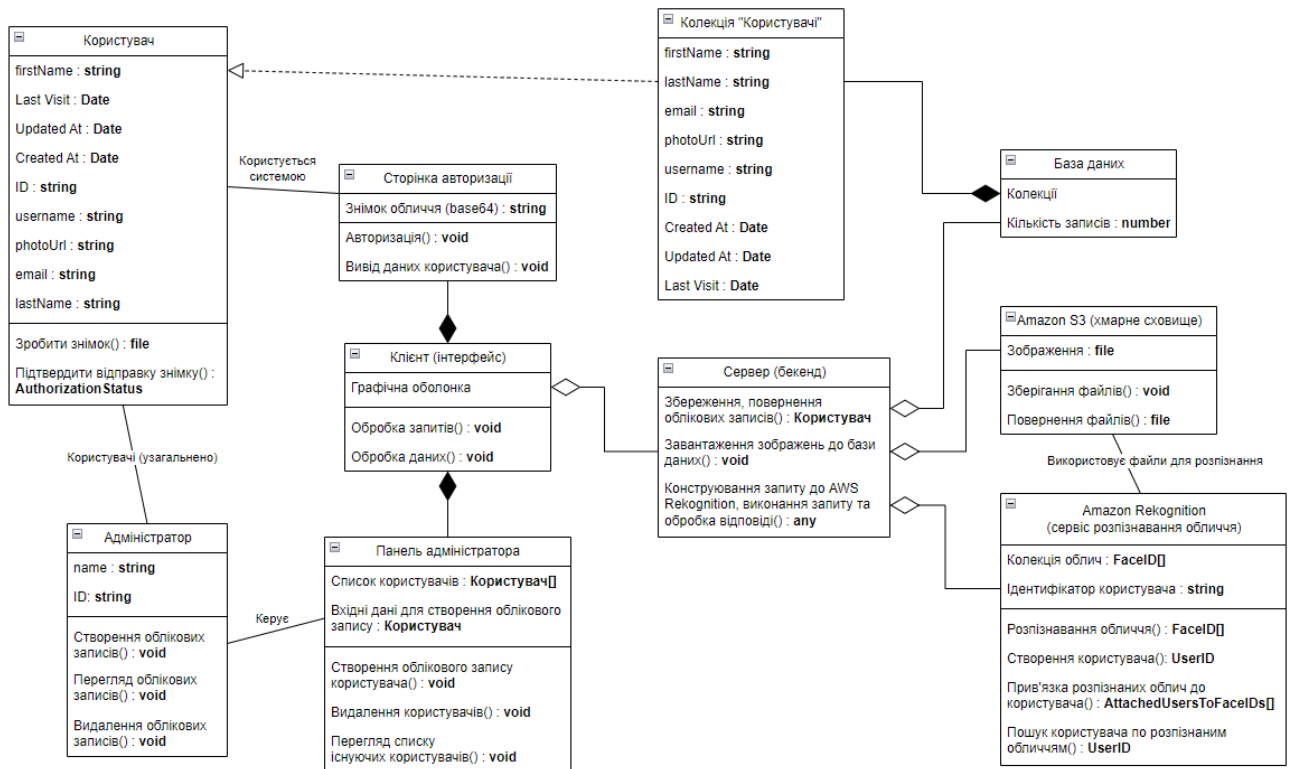 Користувач
firstName : string
Last Visit : Date
Updated At : Date
Created At : Date
ID : string
username : string
photoUrl : string
email : string
lastName : string
Зробити знімок() : file
Підтвердити відправку знімку() :
AuthorizationStatus
Користується
системою
Сторінка авторизації
Знімок обличчя (base64) : string
Авторизація() : void
Вивід даних користувача() : void
Колекція "Користувачі"
firstName : string
lastName : string
email : string
photoUrl : string
username : string
ID : string
Created At : Date
Updated At : Date
Last Visit : Date
База даних
Колекції
Кількість записів : number
Клієнт (інтерфейс)
Графічна оболонка
Обробка запитів() : void
Обробка даних() : void
Сервер (бекенд)
Збереження, повернення
облікових записів() : Користувач
Завантаження зображень до бази
даних() : void
Конструювання запиту до AWS
Rekognition, виконання запиту та
обробка відповіді() : any
Amazon S3 (хмарне сховище)
Зображення : file
Зберігання файлів() : void
Повернення файлів() : file
Використовує файли для розпізнання
Amazon Rekognition
(сервіс розпізнавання обличчя)
Колекція облич : FaceID[]
Ідентифікатор користувача : string
Розпізнавання обличчя() : FaceID[]
Створення користувача(): UserID
Прив'язка розпізнаних облич до
користувача() : AttachedUsersToFaceIDs[]
Пошук користувача по розпізнаним
обличчям() : UserID
Користувачі (узагальнено)
Адміністратор
name : string
ID: string
Створення облікових
записів() : void
Перегляд облікових
записів() : void
Видалення облікових
записів() : void
Керує
Панель адміністратора
Список користувачів : Користувач[]
Вхідні дані для створення облікового
запису : Користувач
Створення облікового запису
користувача() : void
Видалення користувачів() : void
Перегляд списку
існуючих користувачів() : void